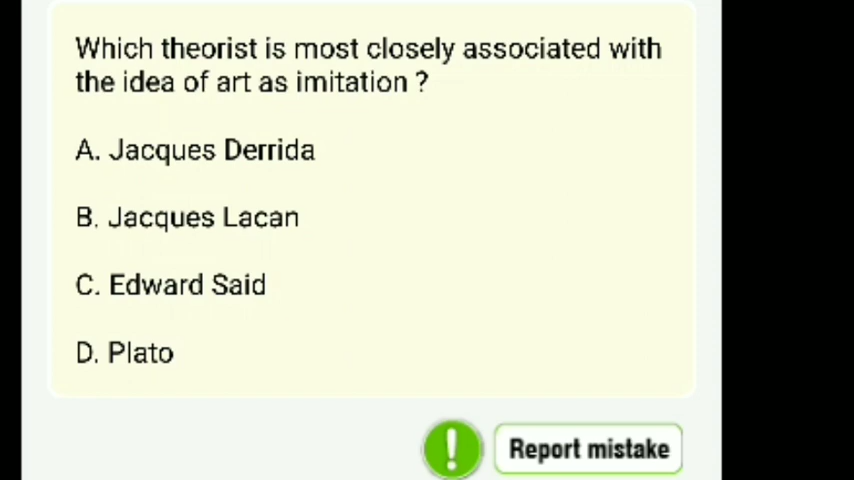 Which theorist is most closely associated with
the idea of art as imitation ?
A. Jacques Derrida
B. Jacques Lacan
C. Edward Said
D. Plato
!
Report mistake